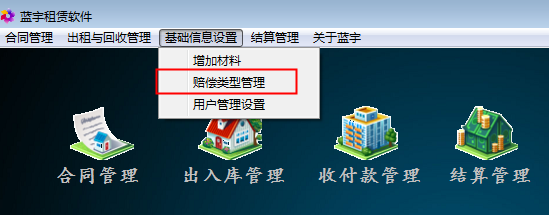 蓝宇租赁软件
合同管理 出租与回收管理 基础信息设置 结算管理 关于蓝宇
增加材料
赔偿类型管理
用户管理设置
合同管理 出入库管理 收付款管理 结算管理